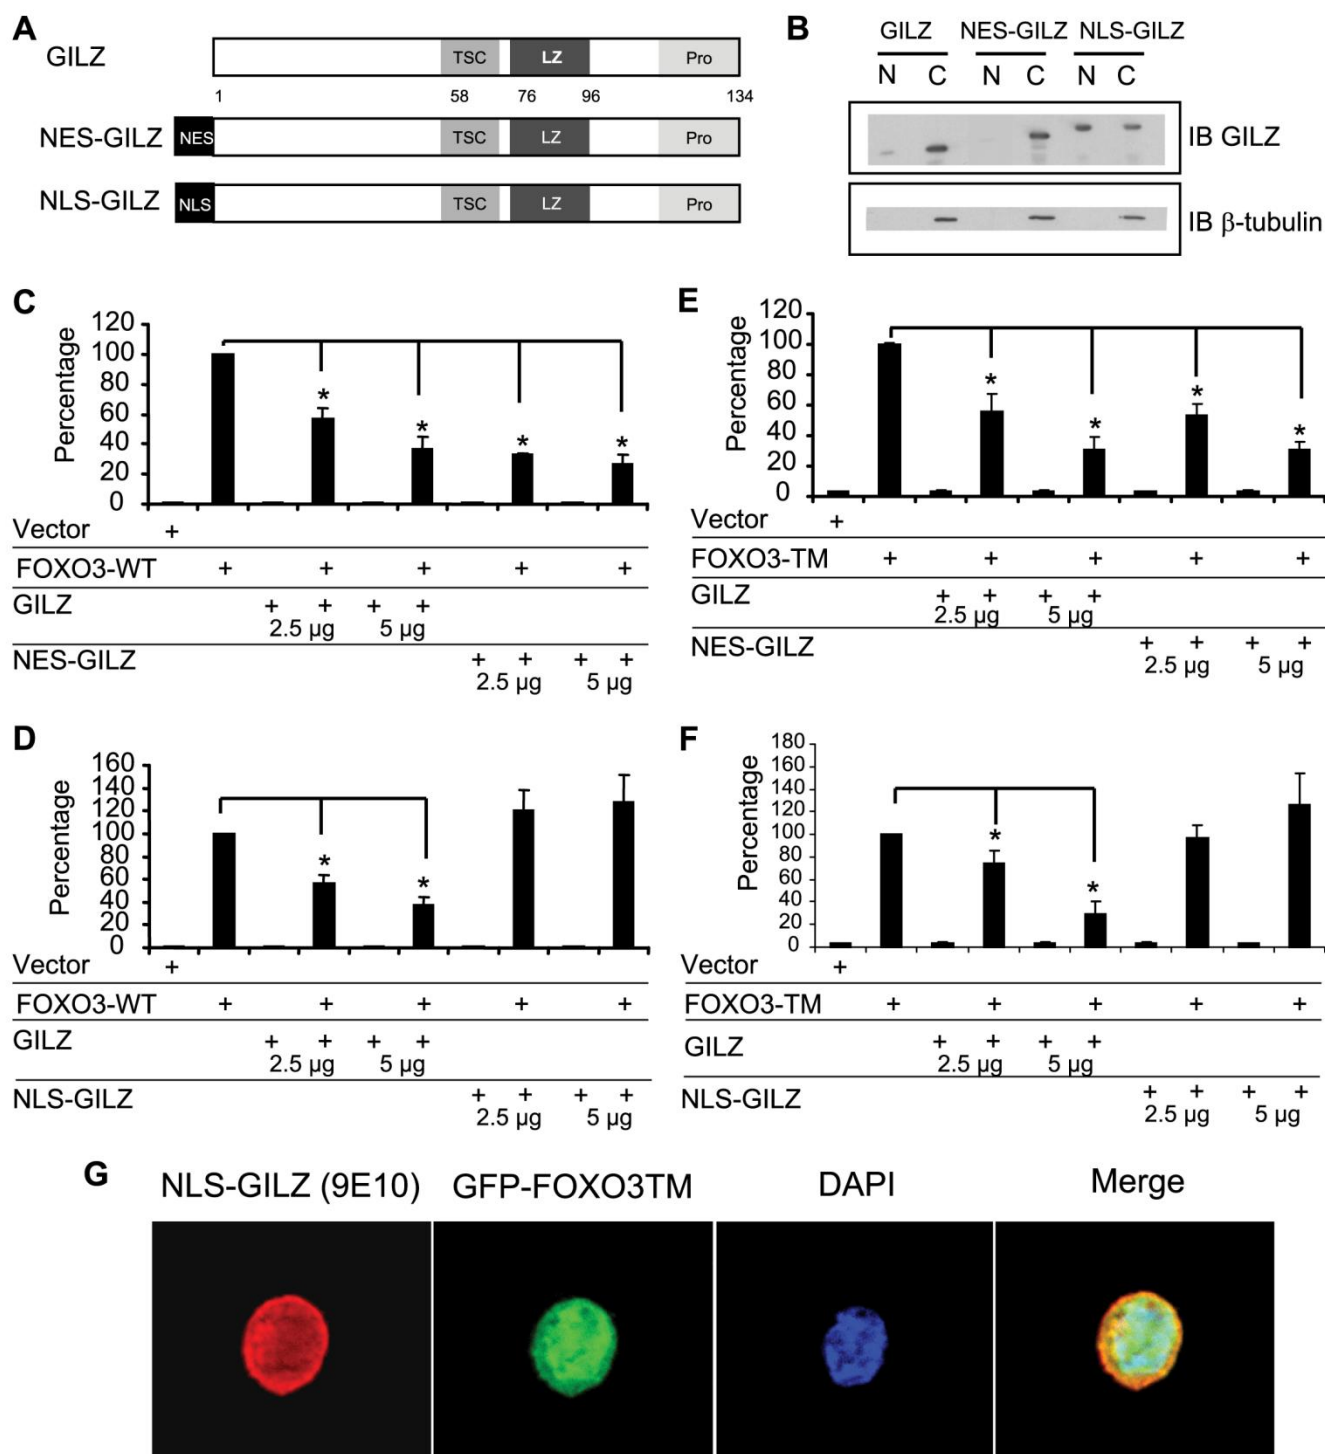 A
GILZ
TSC LZ Pro
1 58 76 96 134
NES-GILZ NES TSC LZ Pro
NLS-GILZ NLS TSC LZ Pro
B
GILZ NES-GILZ NLS-GILZ
N C N C N C
IB GILZ
IB β-tubulin
C
Percentage
120
100
80
60
40
20
0
* * * *
Vector +
FOXO3-WT + + + + +
GILZ + + + +
2.5 µg 5 µg
NES-GILZ + + + +
2.5 µg 5 µg
E
Percentage
120
100
80
60
40
20
0
* * * *
Vector +
FOXO3-TM + + + + +
GILZ + + + +
2.5 µg 5 µg
NES-GILZ + + + +
2.5 µg 5 µg
D
Percentage
160
140
120
100
80
60
40
20
0
* *
Vector +
FOXO3-WT + + + + +
GILZ + + + +
2.5 µg 5 µg
NLS-GILZ + + + +
2.5 µg 5 µg
F
Percentage
180
160
140
120
100
80
60
40
20
0
* *
Vector +
FOXO3-TM + + + + +
GILZ + + + +
2.5 µg 5 µg
NLS-GILZ + + + +
2.5 µg 5 µg
G
NLS-GILZ (9E10) GFP-FOXO3TM DAPI Merge